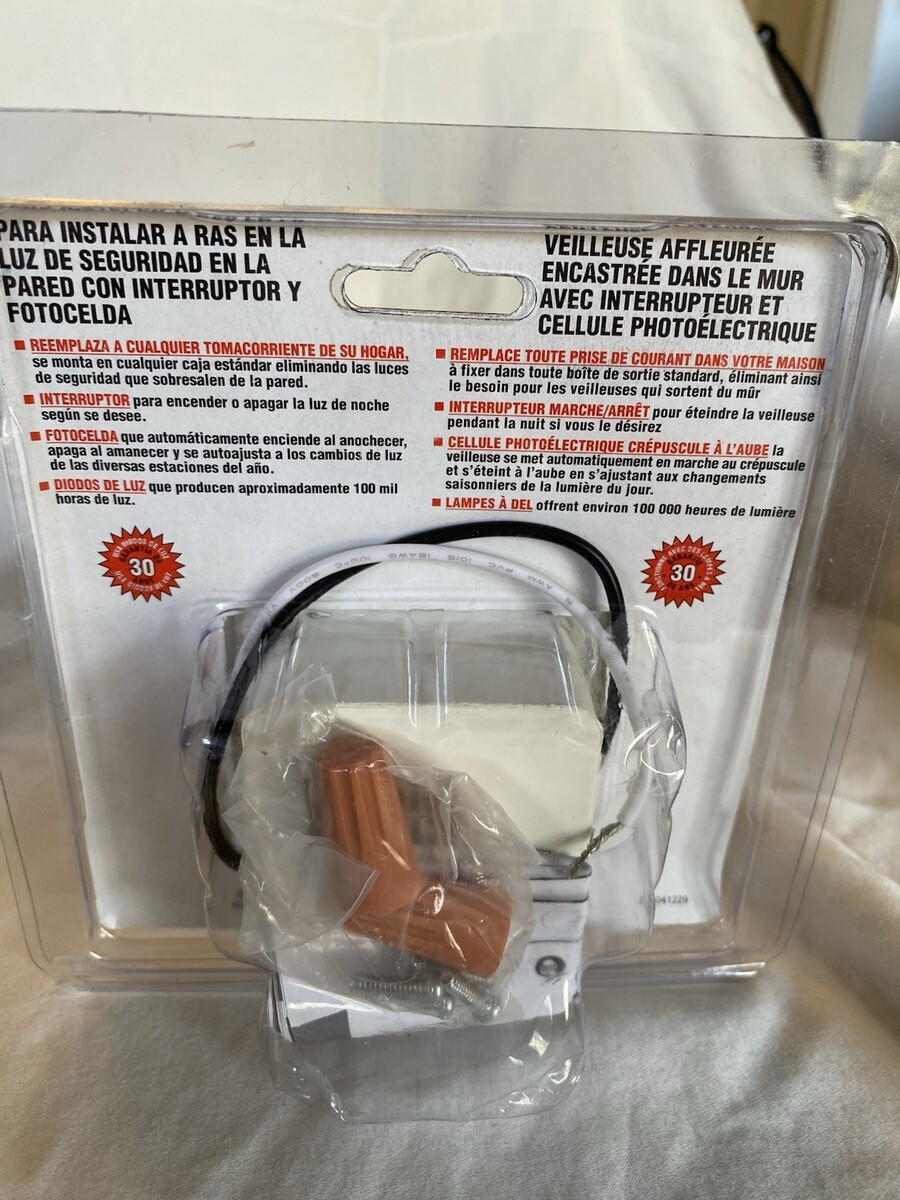 PARA INSTALAR A RAS EN LA
LUZ DE SEGURIDAD EN LA
PARED CON INTERRUPTOR Y
FOTOCELDA
REEMPLAZA A CUALQUIER TOMACORRIENTE DE SU HOGAR,
se monta en cualquier caja estándar eliminando las luces
de seguridad que sobresalen de la pared.
INTERRUPTOR para encender o apagar la luz de noche
según se desee.
FOTOCELDA que automáticamente enciende al anochecer,
apaga al amanecer y se autoajusta a los cambios de luz
de las diversas estaciones del año.
DIODOS DE LUZ que producen aproximadamente 100 mil
horas de luz.
30
VEILLEUSE AFFLEURÉE
ENCASTRÉE DANS LE MUR
AVEC INTERRUPTEUR ET
CELLULE PHOTOÉLECTRIQUE
REMPLACE TOUTE PRISE DE COURANT DANS VOTRE MAISON
à fixer dans toute boîte de sortie standard, éliminant ainsi
le besoin pour les veilleuses qui sortent du mûr
INTERRUPTEUR MARCHE/ARRÊT pour éteindre la veilleuse
pendant la nuit si vous le désirez
CELLULE PHOTOÉLECTRIQUE CRÉPUSCULE À L'AUBE la
veilleuse se met automatiquement en marche au crépuscule
et s'éteint à l'aube en s'ajustant aux changements
saisonniers de la lumière du jour.
LAMPES À DEL offrent environ 100 000 heures de lumière
30
AWM PVC 1015 18AWG 105°C 600V
041229